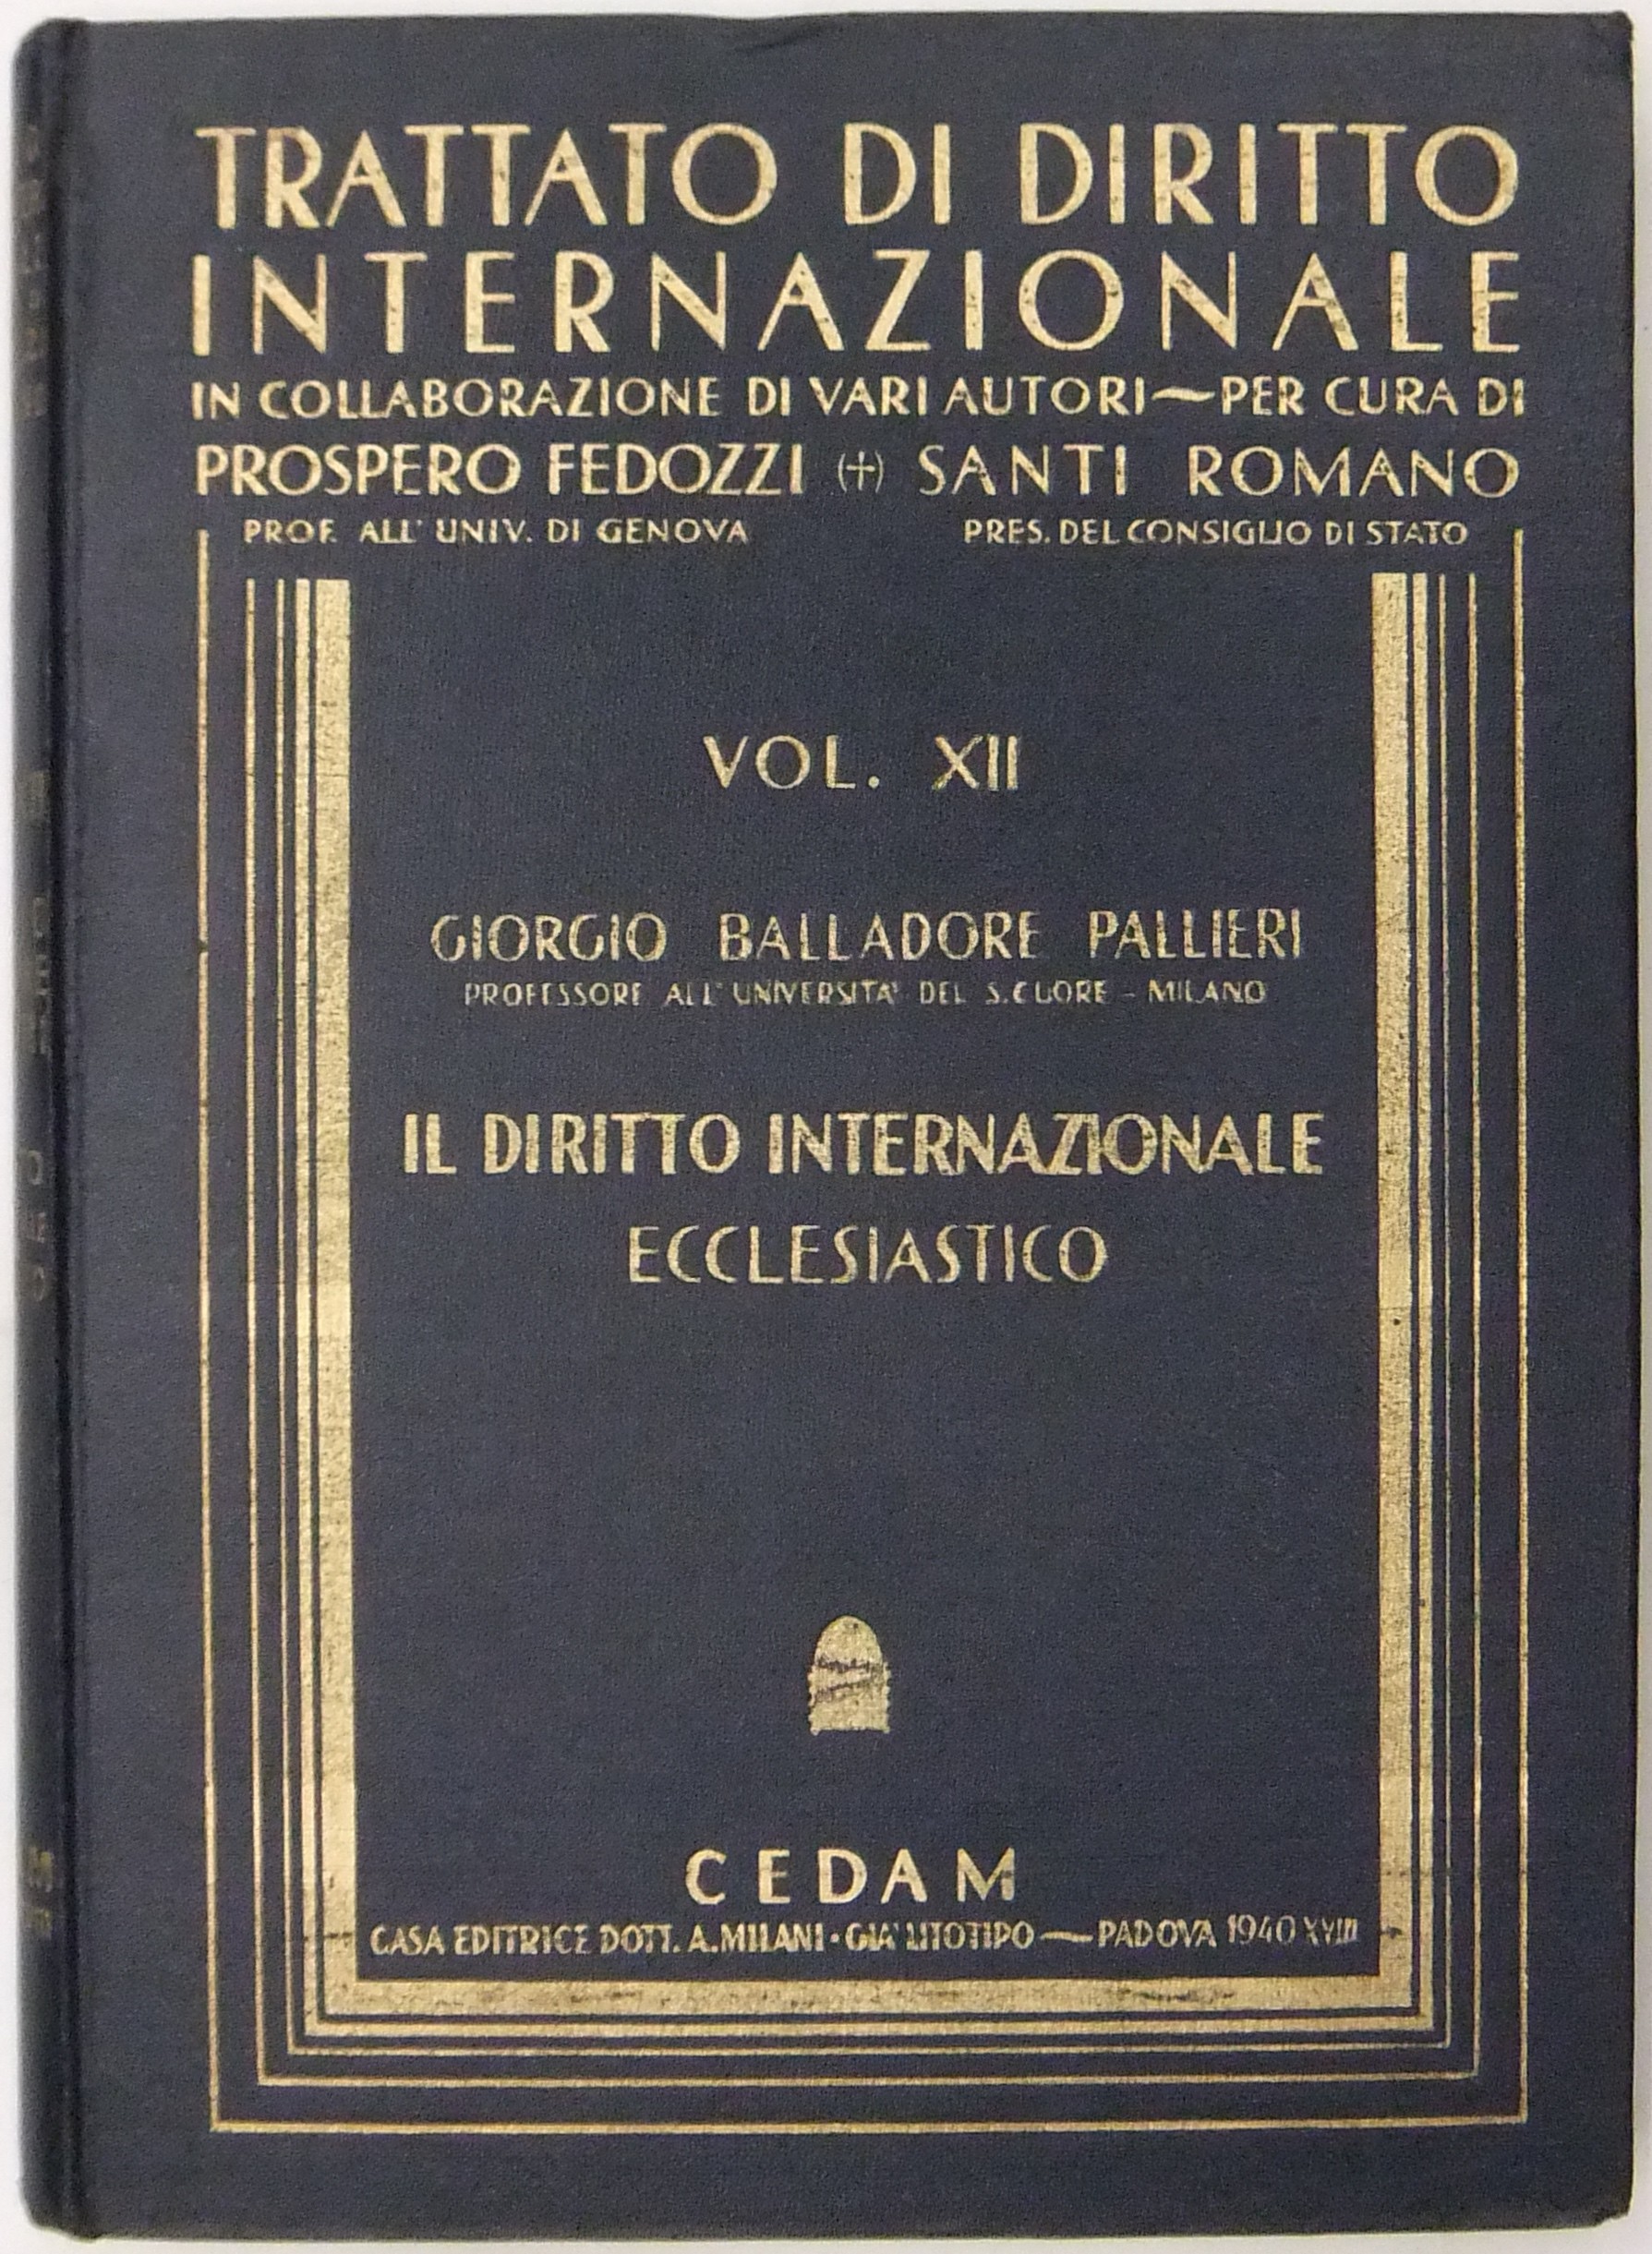 TRATTATO DI DIRITTO
INTERNAZIONALE
IN COLLABORAZIONE DI VARI AUTORI — PER CURA DI
PROSPERO FEDOZZI (+) SANTI ROMANO
PROF. ALL' UNIV. DI GENOVA PRES. DEL CONSIGLIO DI STATO
VOL. XII
GIORGIO BALLADORE PALLIERI
PROFESSORE ALL' UNIVERSITA' DEL S. CUORE - MILANO
IL DIRITTO INTERNAZIONALE
ECCLESIASTICO
CEDAM
CASA EDITRICE DOTT. A. MILANI · GIA' LITOTIPO — PADOVA 1940 XVIII